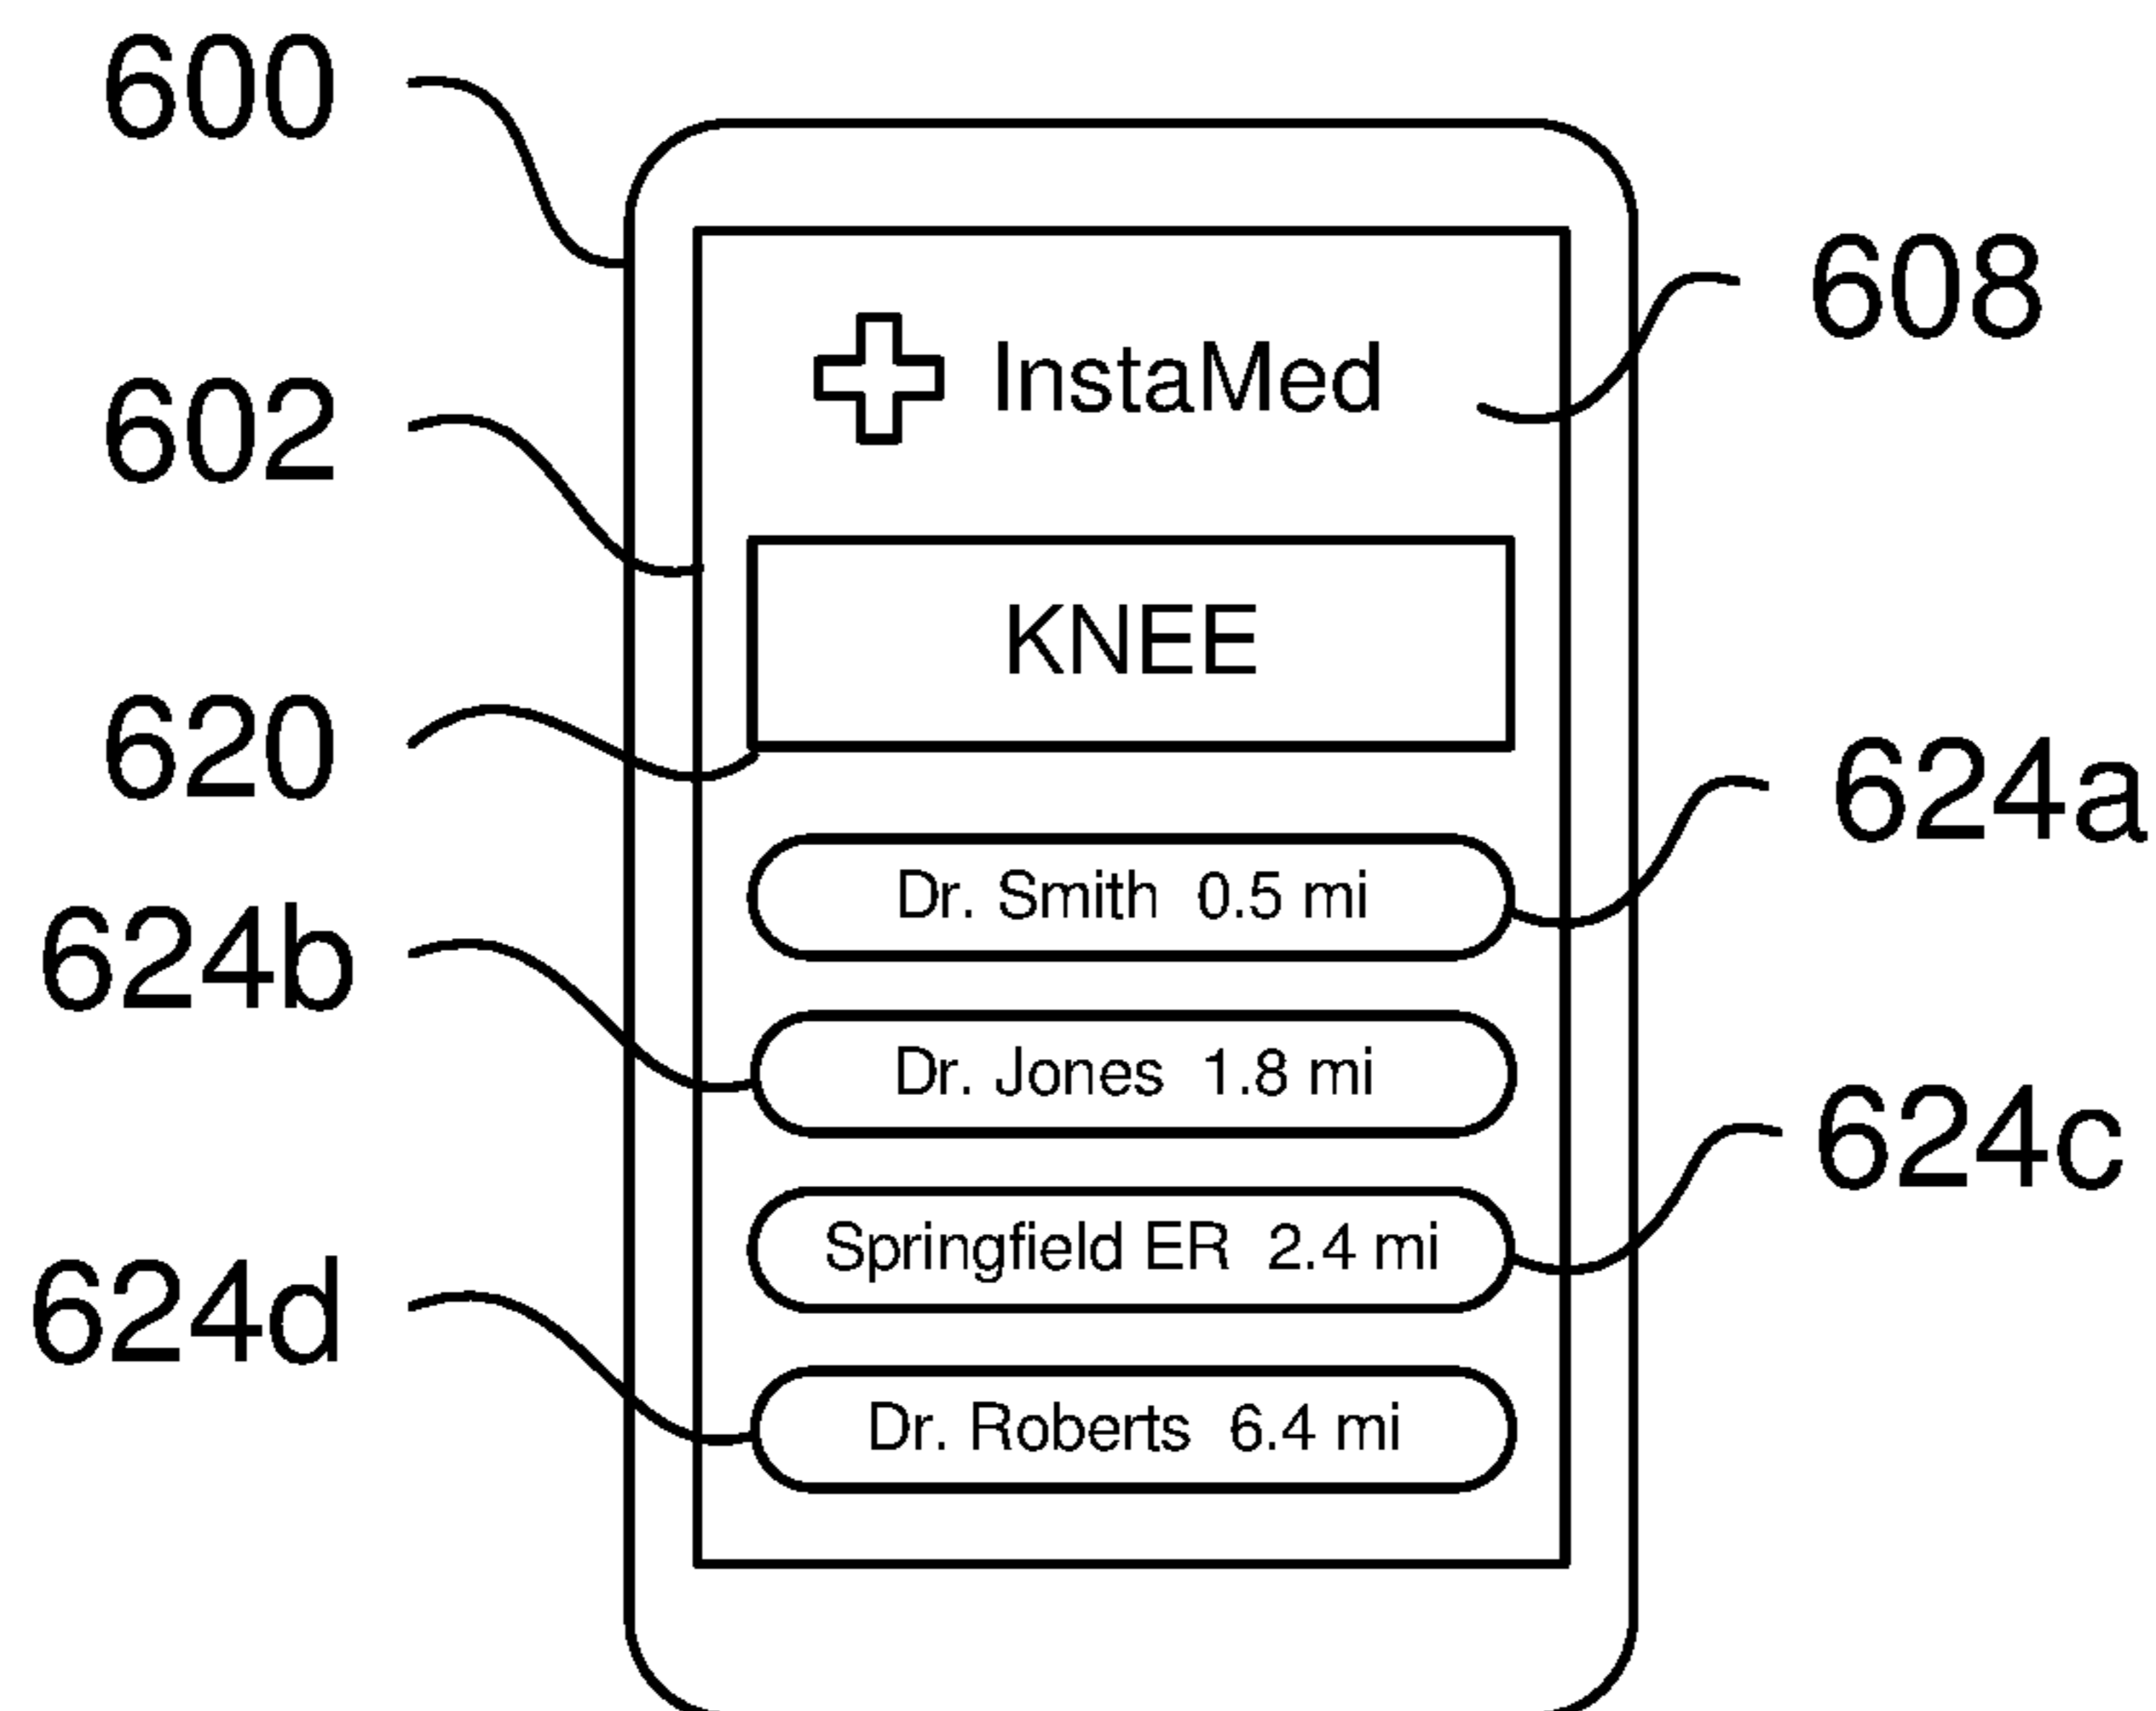 600
608
InstaMed
602
KNEE
620
624a
Dr. Smith 0.5 mi
624b
Dr. Jones 1.8 mi
624c
Springfield ER 2.4 mi
624d
Dr. Roberts 6.4 mi